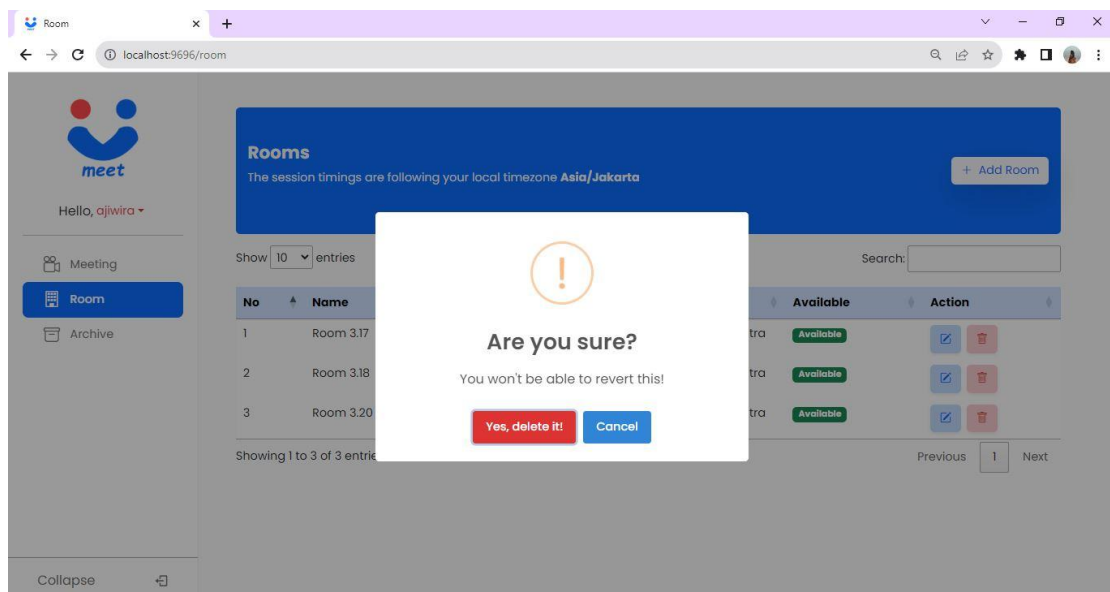 Room
localhost:9696/room
meet
Hello, ajiwira
Meeting
Room
Archive
Collapse
Rooms
The session timings are following your local timezone Asia/Jakarta
+ Add Room
Show 10 entries
Search:
No Name Available Action
1 Room 3.17 tra Available
2 Room 3.18 tra Available
3 Room 3.20 tra Available
Showing 1 to 3 of 3 entrie
Previous 1 Next
!
Are you sure?
You won't be able to revert this!
Yes, delete it! Cancel